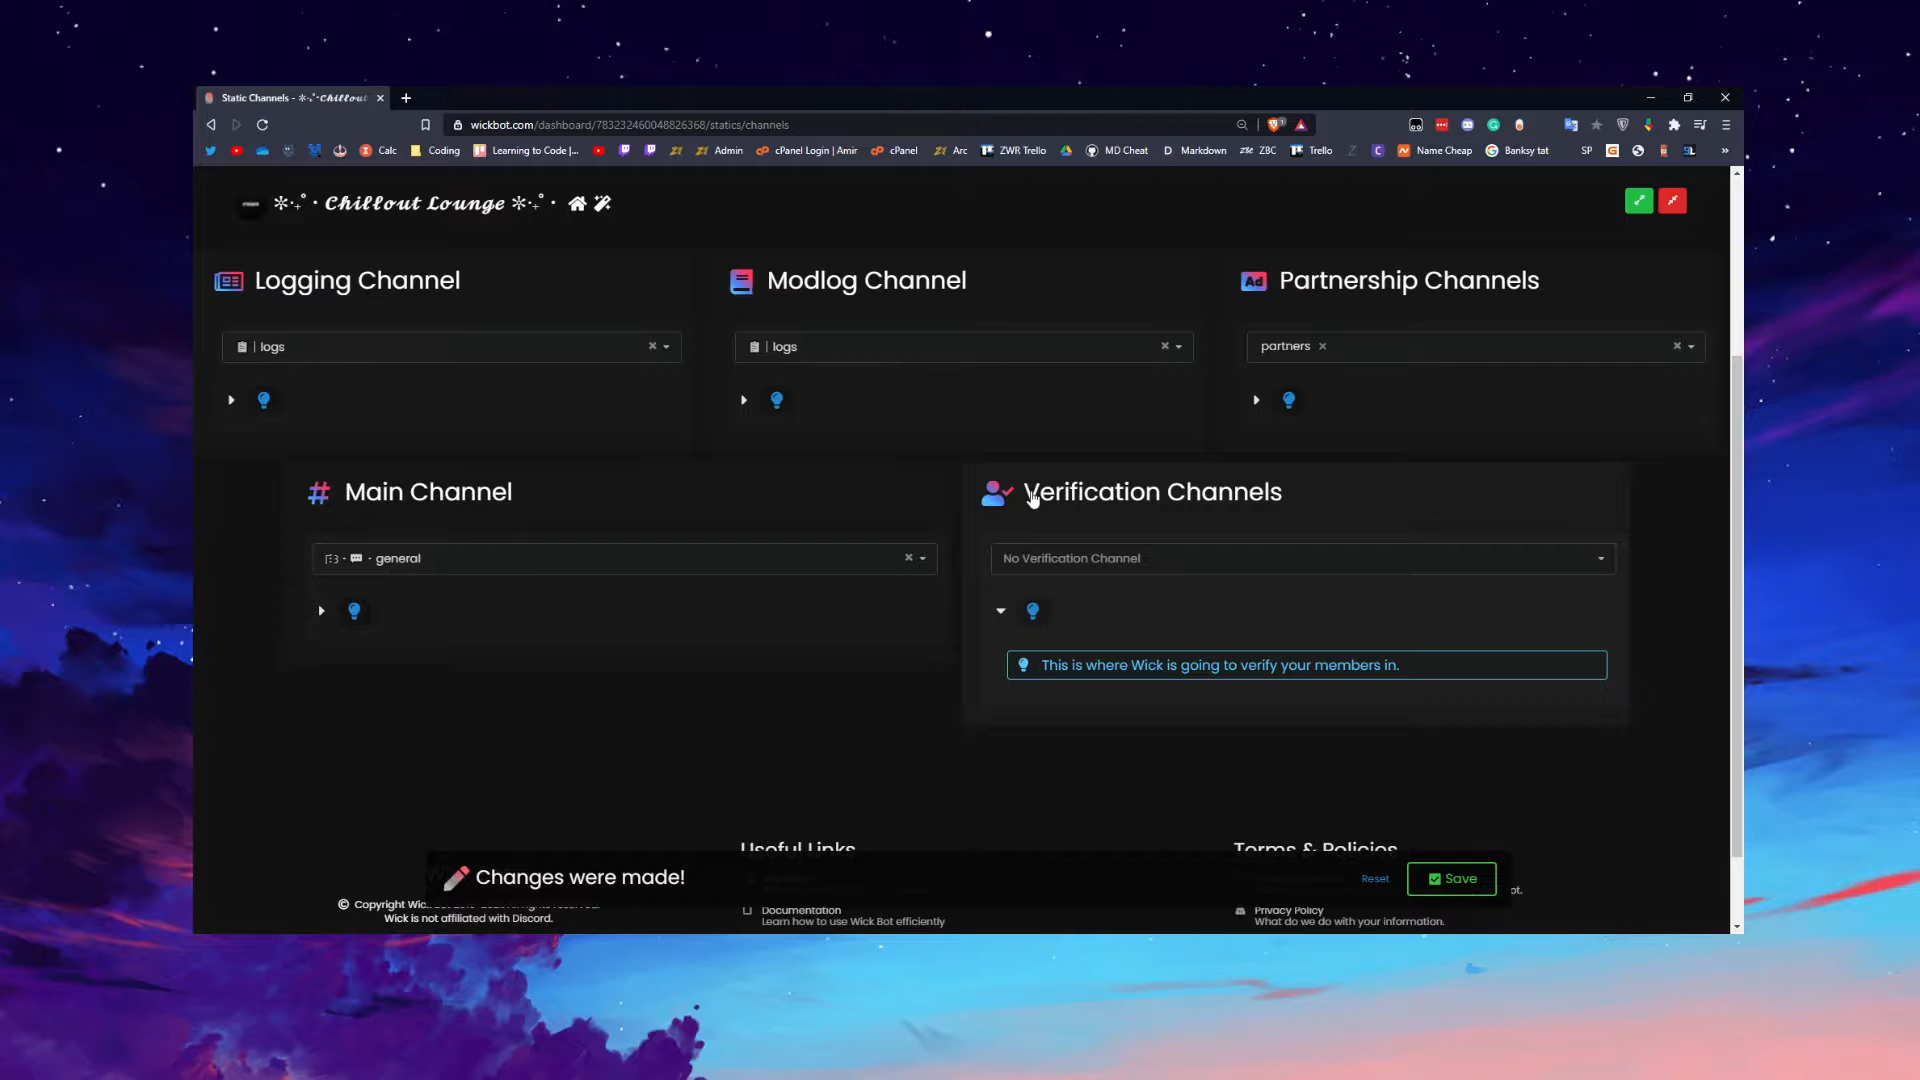 Static Channels - ✼·₊˚·𝓒𝓱𝓲𝓵𝓵𝓸𝓾𝓽
wickbot.com/dashboard/783232460048826368/statics/channels
Calc Coding Learning to Code |... Admin cPanel Login | Amir cPanel Arc ZWR Trello MD Cheat Markdown ZBC Trello Name Cheap Banksy tat SP »
✼·₊˚· 𝓒𝓱𝓲𝓵𝓵𝓸𝓾𝓽 𝓛𝓸𝓾𝓷𝓰𝓮 ✼·₊˚·
Logging Channel
| logs
Modlog Channel
| logs
Ad Partnership Channels
partners
# Main Channel
general
Verification Channels
No Verification Channel
This is where Wick is going to verify your members in.
Useful Links
Terms & Policies
Changes were made!
Reset
Save
ot.
© Copyright
Wick is not affiliated with Discord.
Documentation
Learn how to use Wick Bot efficiently
Privacy Policy
What do we do with your information.